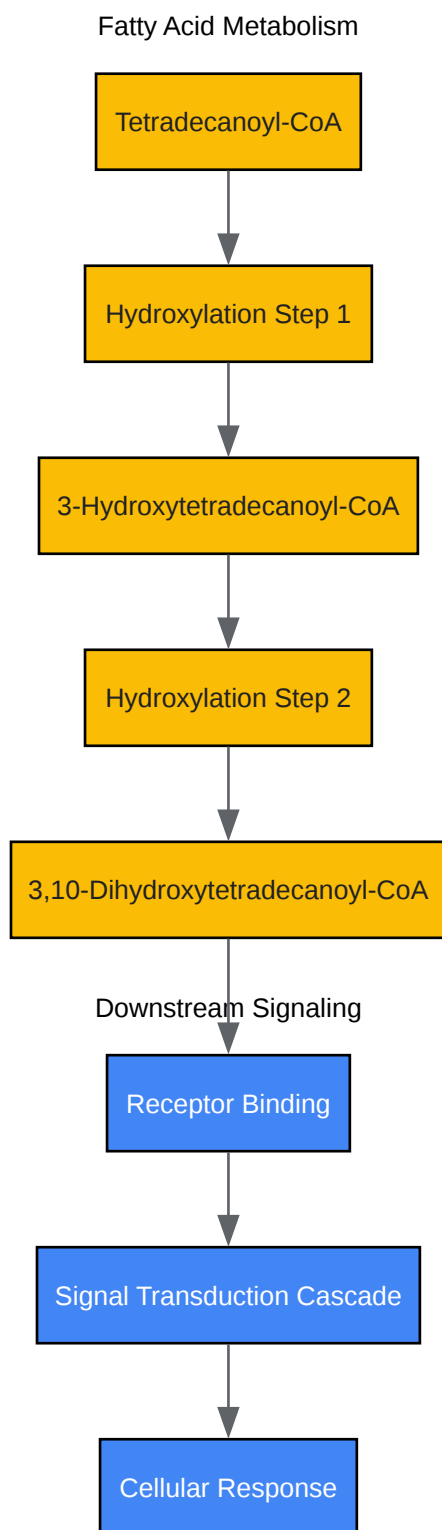 Fatty Acid Metabolism
Tetradecanoyl-CoA
Hydroxylation Step 1
3-Hydroxytetradecanoyl-CoA
Hydroxylation Step 2
3,10-Dihydroxytetradecanoyl-CoA
Downstream Signaling
Receptor Binding
Signal Transduction Cascade
Cellular Response